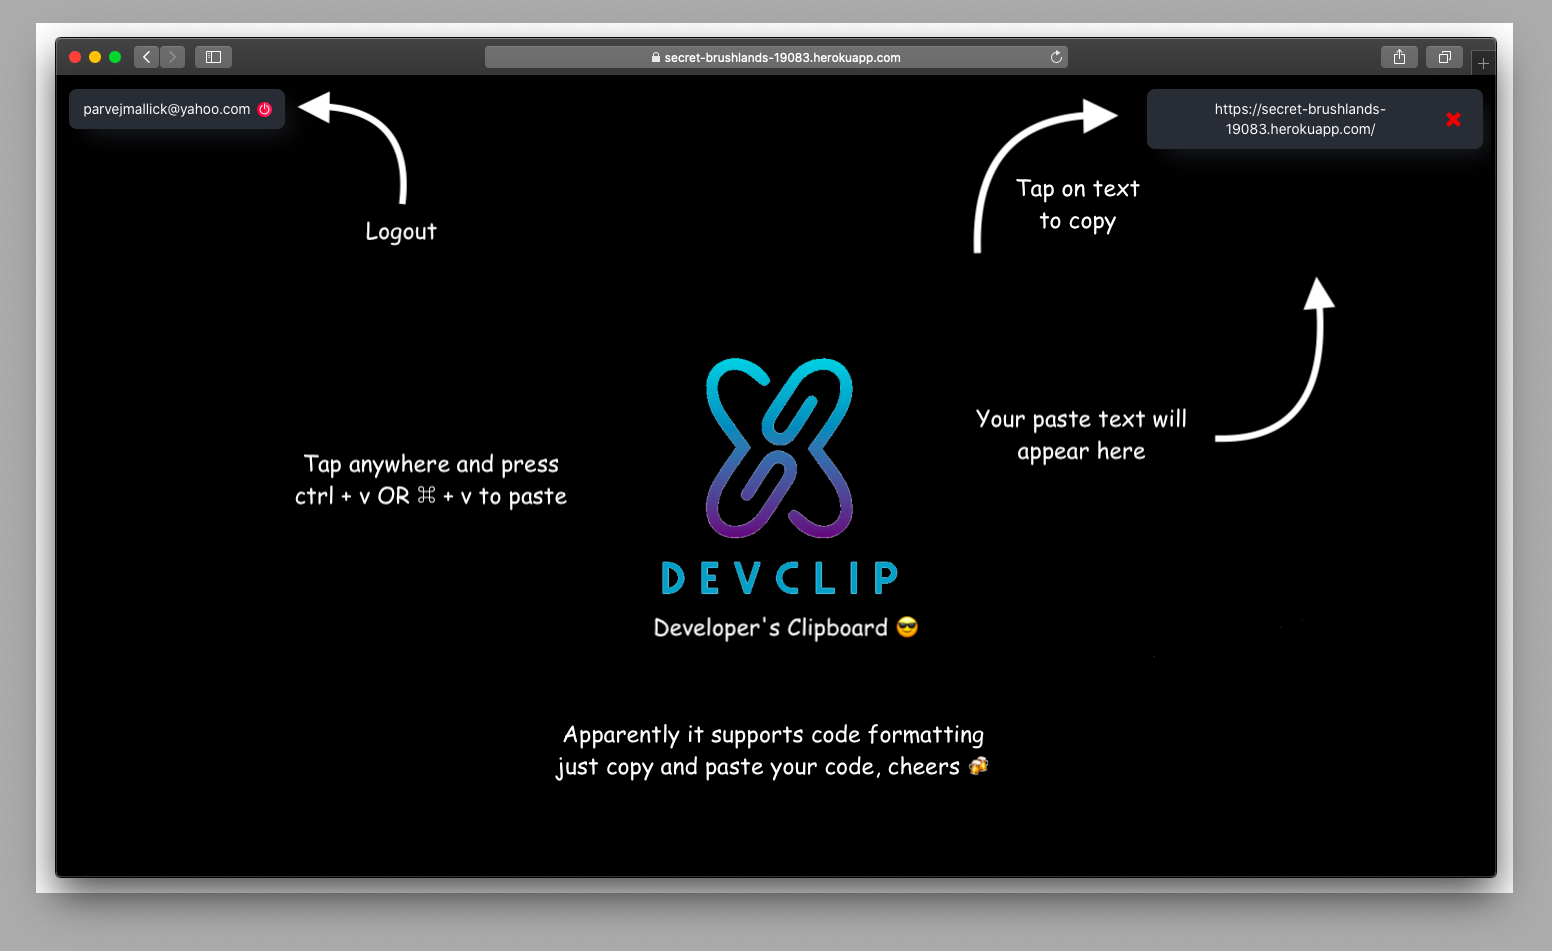 secret-brushlands-19083.herokuapp.com
parvejmallick@yahoo.com
https://secret-brushlands-
19083.herokuapp.com/
Logout
Tap on text
to copy
Your paste text will
appear here
Tap anywhere and press
ctrl + v OR ⌘ + v to paste
DEVCLIP
Developer's Clipboard 😎
Apparently it supports code formatting
just copy and paste your code, cheers 🍻